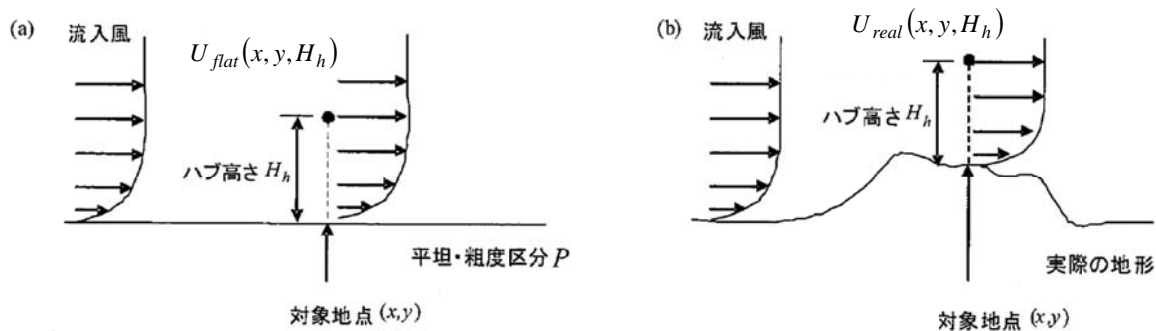 (a) 流入風
U_flat(x, y, H_h)
ハブ高さ H_h
平坦・粗度区分 P
対象地点 (x,y)
(b) 流入風
U_real(x, y, H_h)
ハブ高さ H_h
実際の地形
対象地点 (x,y)